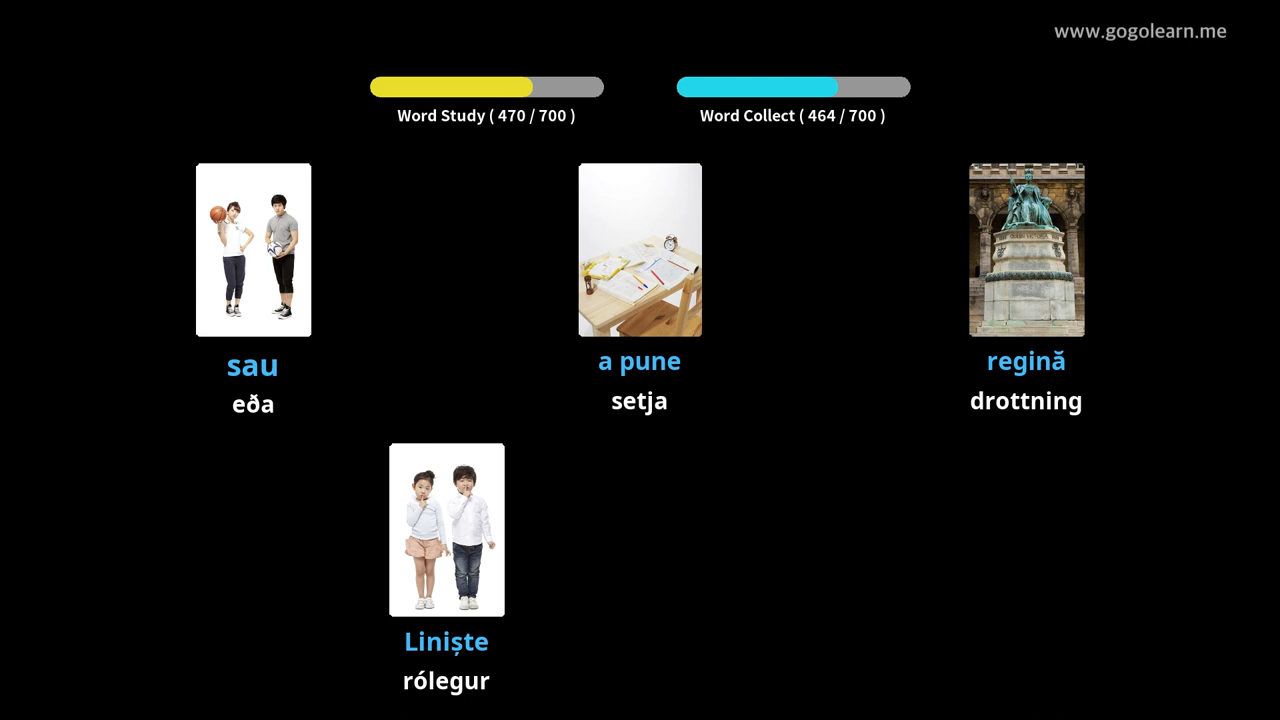 www.gogolearn.me
Word Study ( 470 / 700 )
Word Collect ( 464 / 700 )
sau
eða
a pune
setja
regină
drottning
Liniște
rólegur